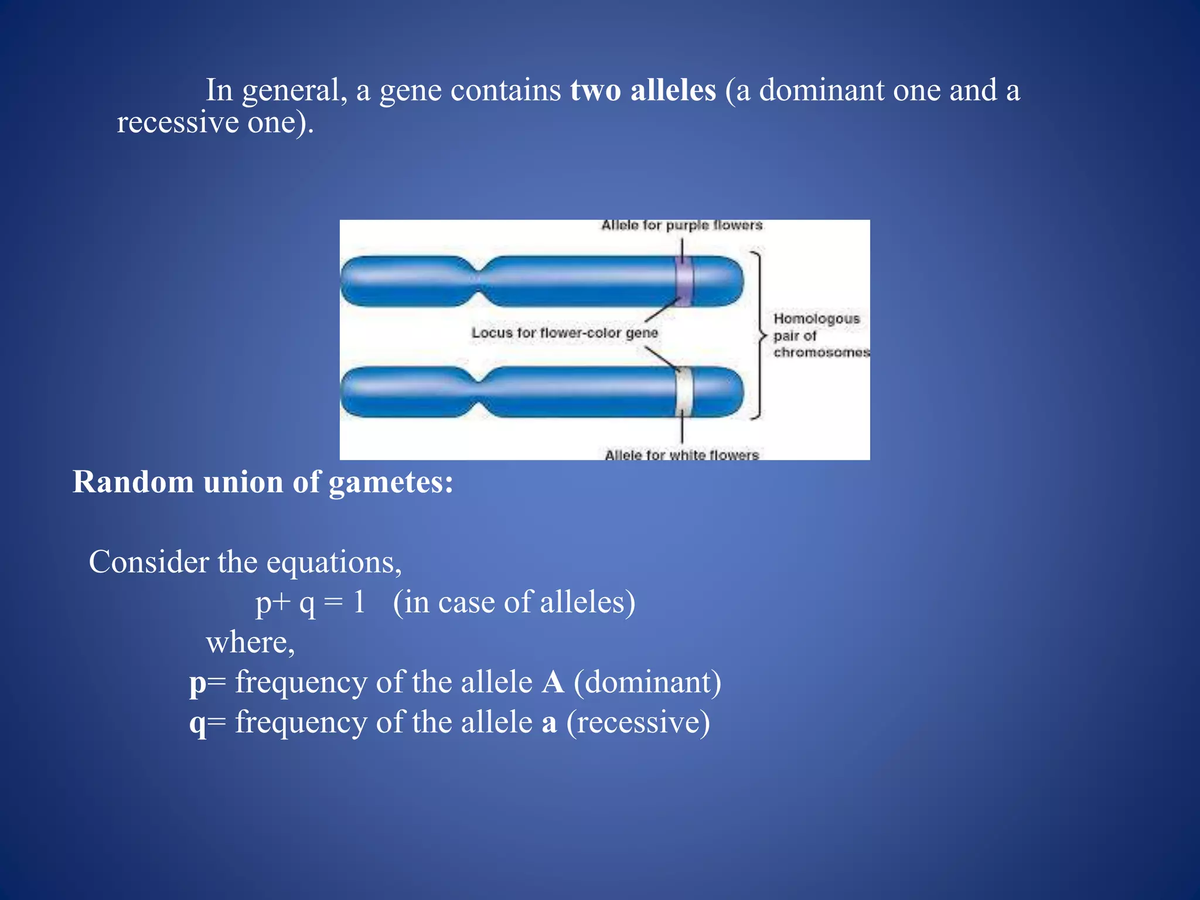 In general, a gene contains two alleles (a dominant one and a
recessive one).
Allele for purple flowers
Locus for flower-color gene
Homologous
pair of
chromosomes
Allele for white flowers
Random union of gametes:
Consider the equations,
p+ q = 1 (in case of alleles)
where,
p= frequency of the allele A (dominant)
q= frequency of the allele a (recessive)